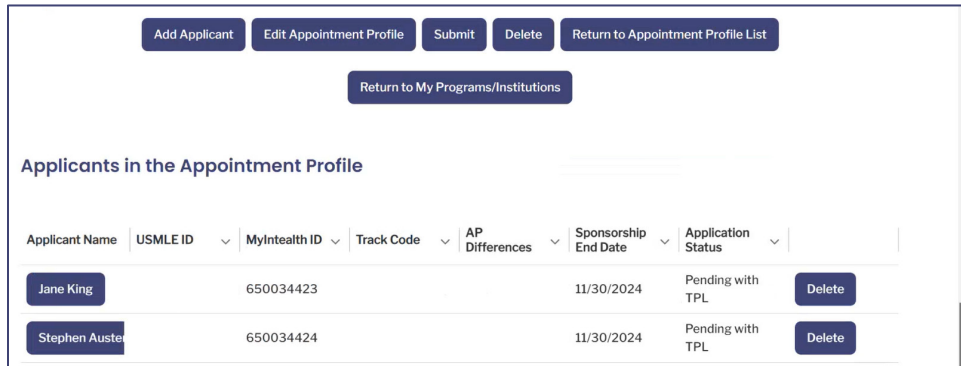 Add Applicant Edit Appointment Profile Submit Delete Return to Appointment Profile List
Return to My Programs/Institutions
Applicants in the Appointment Profile
Applicant Name USMLE ID MyIntealth ID Track Code AP Differences Sponsorship End Date Application Status
Jane King 650034423 11/30/2024 Pending with TPL Delete
Stephen Auste 650034424 11/30/2024 Pending with TPL Delete